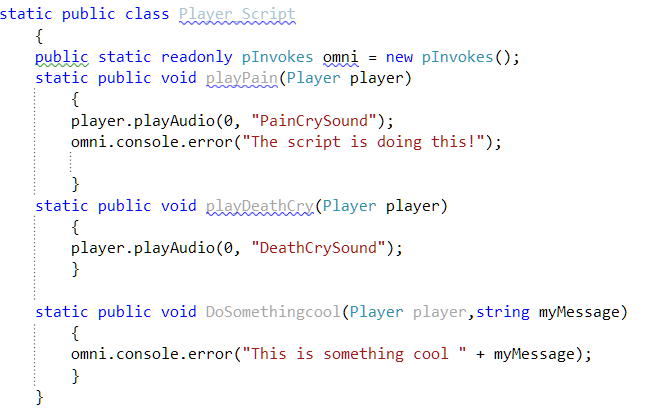 static public class Player_Script
{
public static readonly pInvokes omni = new pInvokes();
static public void playPain(Player player)
{
player.playAudio(0, "PainCrySound");
omni.console.error("The script is doing this!");
}
static public void playDeathCry(Player player)
{
player.playAudio(0, "DeathCrySound");
}
static public void DoSomethingcool(Player player,string myMessage)
{
omni.console.error("This is something cool " + myMessage);
}
}